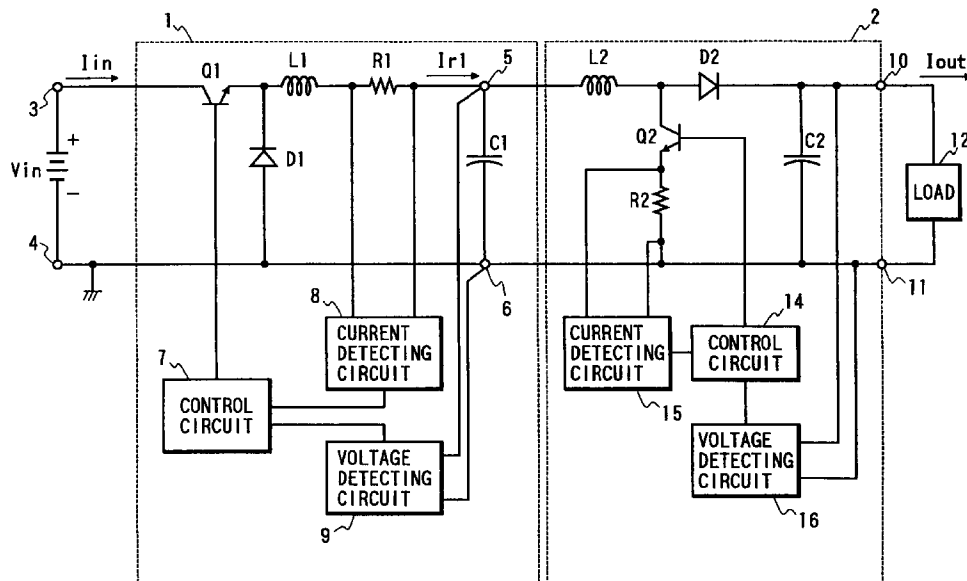 1
2
Iin
Q1
L1
R1
Ir1
5
L2
D2
10
Iout
3
+
Vin
−
D1
C1
Q2
C2
12
LOAD
R2
4
6
11
8
14
CURRENT
DETECTING
CIRCUIT
CURRENT
DETECTING
CIRCUIT
CONTROL
CIRCUIT
7
CONTROL
CIRCUIT
15
VOLTAGE
DETECTING
CIRCUIT
VOLTAGE
DETECTING
CIRCUIT
9
16